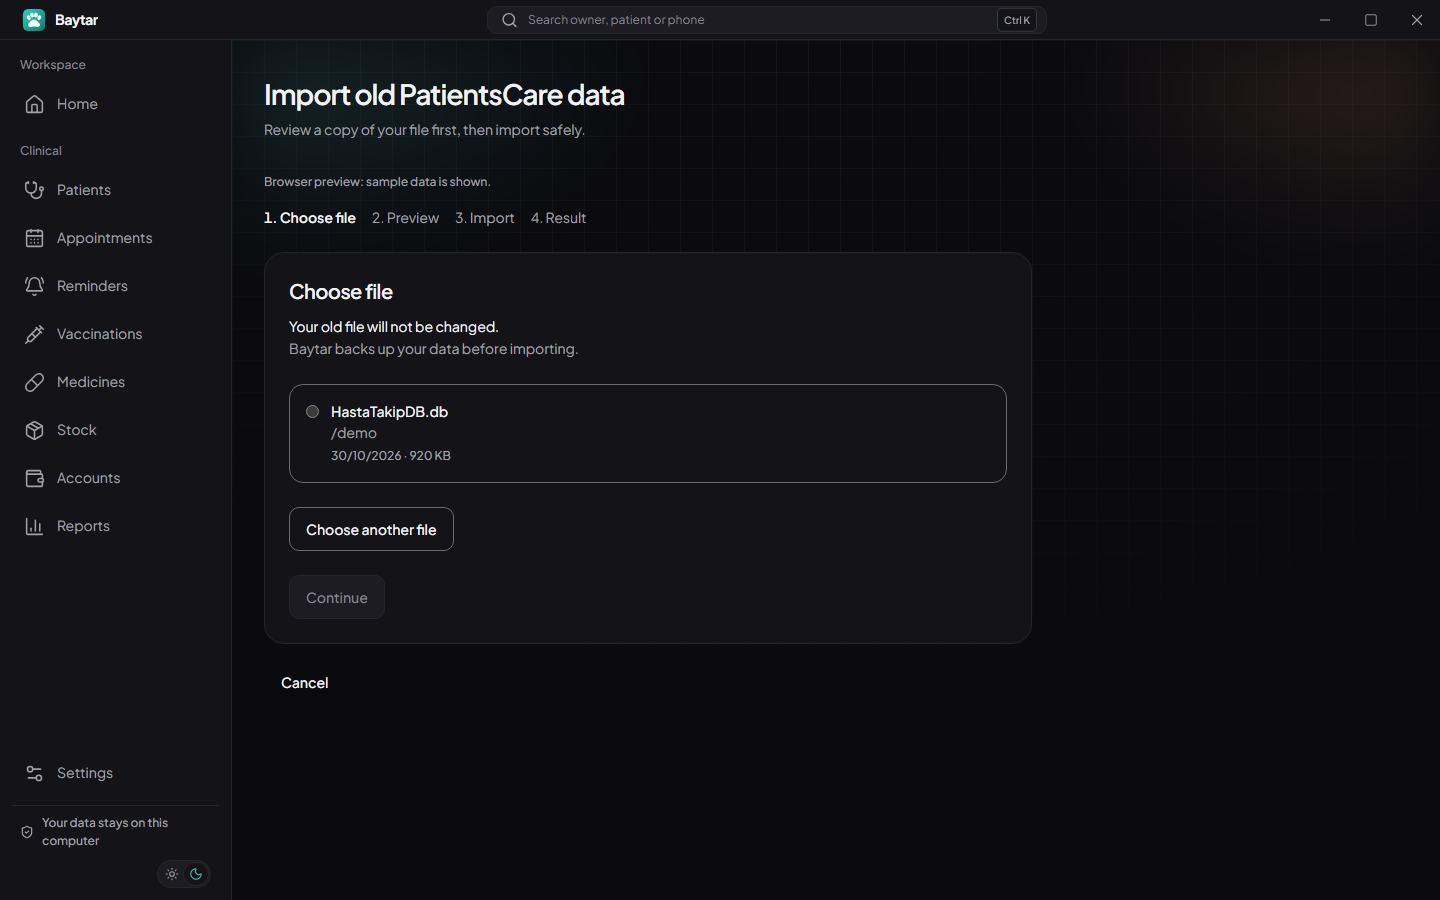 Baytar
Search owner, patient or phone
Ctrl K
Workspace
Home
Clinical
Patients
Appointments
Reminders
Vaccinations
Medicines
Stock
Accounts
Reports
Settings
Your data stays on this
computer
Import old PatientsCare data
Review a copy of your file first, then import safely.
Browser preview: sample data is shown.
1. Choose file 2. Preview 3. Import 4. Result
Choose file
Your old file will not be changed.
Baytar backs up your data before importing.
HastaTakipDB.db
/demo
30/10/2026 · 920 KB
Choose another file
Continue
Cancel